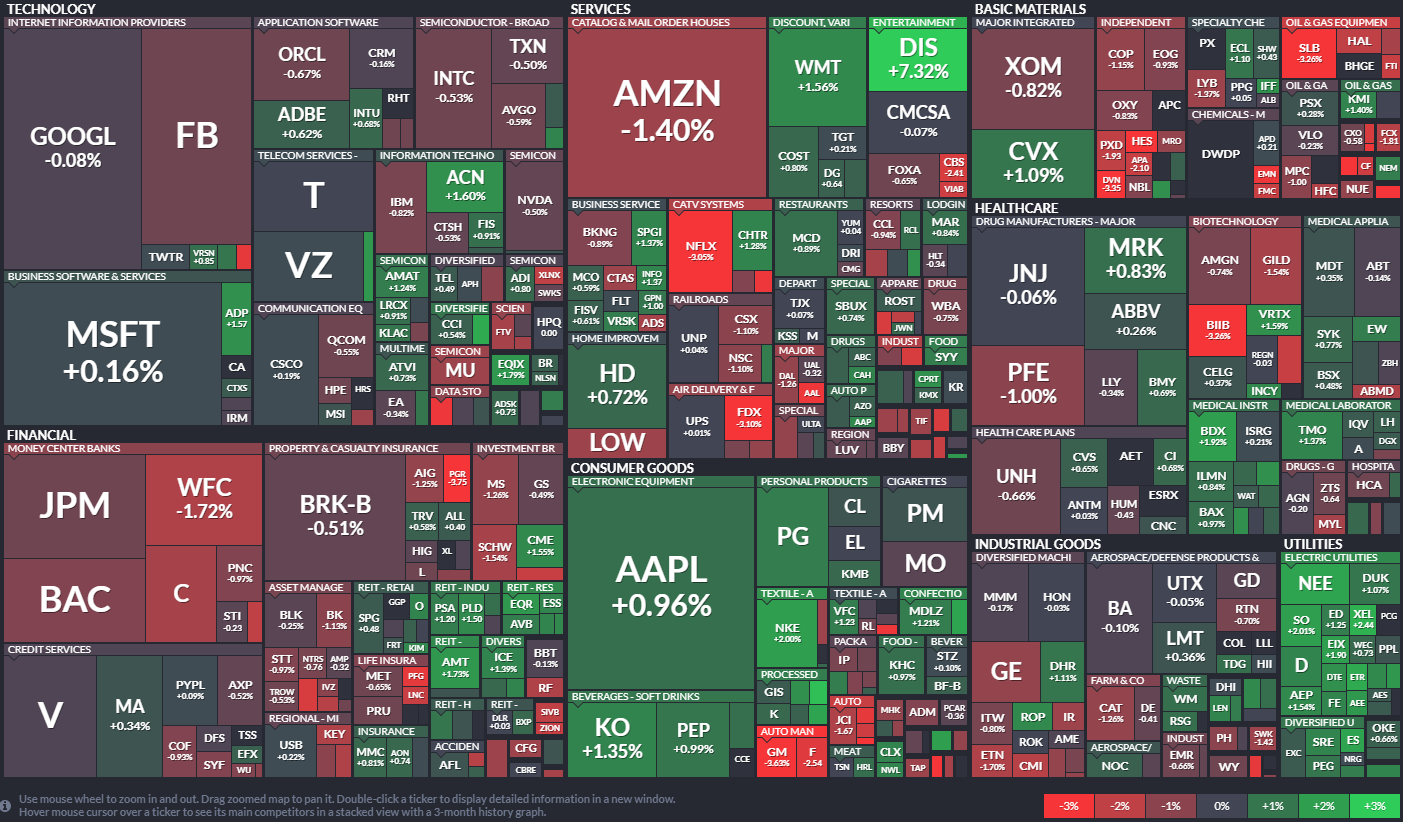 TECHNOLOGY
INTERNET INFORMATION PROVIDERS
GOOGL
-0.08%
FB
TWTR
VRSN
+0.85
APPLICATION SOFTWARE
ORCL
-0.67%
CRM
-0.16%
ADBE
+0.62%
INTU
+0.68%
RHT
SEMICONDUCTOR - BROAD
INTC
-0.53%
TXN
-0.50%
AVGO
-0.59%
BUSINESS SOFTWARE & SERVICES
MSFT
+0.16%
ADP
+1.57
CA
CTXS
IRM
TELECOM SERVICES -
T
VZ
INFORMATION TECHNO
IBM
-0.82%
ACN
+1.60%
CTSH
-0.53%
FIS
+0.91%
SEMICON
NVDA
-0.50%
COMMUNICATION EQ
CSCO
+0.19%
QCOM
-0.55%
HPE
HRS
MSI
SEMICON
AMAT
+1.24%
LRCX
+0.91%
KLAC
DIVERSIFIED
TEL
+0.49
APH
SEMICON
ADI
+0.80
XLNX
SWKS
MULTIME
ATVI
+0.73%
EA
-0.34%
DIVERSIFIE
CCI
+0.54%
SCIEN
FTV
HPQ
0.00
SEMICON
MU
EQIX
+1.79%
BR
NLSN
DATA STO
ADSK
+0.73
SERVICES
CATALOG & MAIL ORDER HOUSES
AMZN
-1.40%
DISCOUNT, VARI
WMT
+1.56%
COST
+0.80%
TGT
+0.21%
DG
+0.64
ENTERTAINMENT
DIS
+7.32%
CMCSA
-0.07%
FOXA
-0.65%
CBS
-2.41
VIAB
BUSINESS SERVICE
BKNG
-0.89%
SPGI
+1.37%
MCO
+0.59%
CTAS
INFO
+1.37
FISV
+0.61%
FLT
GPN
+1.00
VRSK
ADS
CATV SYSTEMS
NFLX
-3.05%
CHTR
+1.28%
RESTAURANTS
MCD
+0.89%
YUM
+0.04
DRI
CMG
RESORTS
CCL
-0.94%
RCL
LODGIN
MAR
+0.84%
HLT
-0.34
RAILROADS
UNP
+0.04%
CSX
-1.10%
NSC
-1.10%
DEPART
TJX
+0.07%
KSS
M
SPECIAL
SBUX
+0.74%
APPARE
ROST
JWN
DRUG
WBA
-0.75%
HOME IMPROVEM
HD
+0.72%
LOW
AIR DELIVERY & F
UPS
+0.01%
FDX
-3.10%
MAJOR
DAL
-1.26
UAL
-0.32
AAL
DRUGS
ABC
CAH
INDUST
FOOD
SYY
AUTO P
AZO
AAP
CPRT
KMX
KR
SPECIAL
ULTA
REGION
LUV
TIF
BBY
BASIC MATERIALS
MAJOR INTEGRATED
XOM
-0.82%
CVX
+1.09%
INDEPENDENT
COP
-1.15%
EOG
-0.93%
OXY
-0.83%
APC
PXD
-1.93
HES
MRO
APA
-2.10
DVN
-3.35
NBL
SPECIALTY CHE
PX
ECL
+1.10
SHW
+0.43
LYB
-1.37%
PPG
+0.05
IFF
ALB
CHEMICALS - M
DWDP
APD
+0.21
EMN
FMC
OIL & GAS EQUIPMEN
SLB
-3.26%
HAL
BHGE
FTI
OIL & GA
PSX
+0.28%
VLO
-0.23%
MPC
-1.00
HFC
OIL & GAS
KMI
+1.40%
CXO
-0.58
FCX
-1.81
CF
NEM
NUE
HEALTHCARE
DRUG MANUFACTURERS - MAJOR
JNJ
-0.06%
MRK
+0.83%
ABBV
+0.26%
PFE
-1.00%
LLY
-0.34%
BMY
+0.69%
BIOTECHNOLOGY
AMGN
-0.74%
GILD
-1.54%
BIIB
-3.26%
VRTX
+1.59%
REGN
-0.03
CELG
+0.37%
INCY
MEDICAL APPLIA
MDT
+0.35%
ABT
-0.14%
SYK
+0.77%
EW
ZBH
BSX
+0.48%
ABMD
HEALTH CARE PLANS
UNH
-0.66%
CVS
+0.65%
AET
CI
+0.68%
ANTM
+0.03%
HUM
-0.43
ESRX
CNC
MEDICAL INSTR
BDX
+1.92%
ISRG
+0.21%
ILMN
+0.84%
WAT
BAX
+0.97%
MEDICAL LABORATOR
TMO
+1.37%
IQV
LH
A
DGX
DRUGS - G
AGN
-0.20
ZTS
-0.64
MYL
HOSPITA
HCA
FINANCIAL
MONEY CENTER BANKS
JPM
WFC
-1.72%
BAC
C
PNC
-0.97%
STI
-0.23
PROPERTY & CASUALTY INSURANCE
BRK-B
-0.51%
AIG
-1.25%
PGR
-3.75
TRV
+0.58%
ALL
+0.40
HIG
XL
L
INVESTMENT BR
MS
-1.26%
GS
-0.49%
SCHW
-1.54%
CME
+1.55%
CREDIT SERVICES
V
MA
+0.34%
PYPL
+0.09%
AXP
-0.52%
COF
-0.93%
DFS
TSS
SYF
EFX
WU
ASSET MANAGE
BLK
-0.25%
BK
-1.13%
STT
-0.97%
NTRS
-0.76
AMP
-0.32
TROW
-0.53%
IVZ
REIT - RETAI
SPG
+0.48
GGP
O
FRT
KIM
REIT - INDU
PSA
+1.20
PLD
+1.50
REIT - RES
EQR
ESS
AVB
LIFE INSURA
MET
-0.65%
PFG
LNC
PRU
REIT -
AMT
+1.73%
DIVERS
ICE
+1.39%
BBT
-0.13%
RF
REGIONAL - MI
USB
+0.22%
KEY
INSURANCE
MMC
+0.81%
AON
+0.74
REIT - H
REIT -
DLR
+0.03
BXP
SIVB
ZION
ACCIDEN
AFL
CFG
CBRE
CONSUMER GOODS
ELECTRONIC EQUIPMENT
AAPL
+0.96%
PERSONAL PRODUCTS
PG
CL
EL
KMB
CIGARETTES
PM
MO
BEVERAGES - SOFT DRINKS
KO
+1.35%
PEP
+0.99%
CCE
TEXTILE - A
NKE
+2.00%
TEXTILE - A
VFC
+1.23
RL
CONFECTIO
MDLZ
+1.21%
PACKA
IP
FOOD -
KHC
+0.97%
BEVER
STZ
+0.10%
BF-B
PROCESSED
GIS
K
AUTO
JCI
-1.67
MHK
ADM
PCAR
-0.36
AUTO MAN
GM
-3.63%
F
-2.54
MEAT
TSN
HRL
CLX
NWL
TAP
INDUSTRIAL GOODS
DIVERSIFIED MACHI
MMM
-0.17%
HON
-0.03%
GE
DHR
+1.11%
ITW
-0.80%
ROP
IR
ROK
AME
ETN
-1.70%
CMI
AEROSPACE/DEFENSE PRODUCTS &
BA
-0.10%
UTX
-0.05%
GD
RTN
-0.70%
LMT
+0.36%
COL
LLL
TDG
HII
FARM & CO
CAT
-1.26%
DE
-0.41
WASTE
WM
RSG
DHI
LEN
AEROSPACE/
NOC
INDUST
EMR
-0.66%
PH
SWK
-1.42
WY
UTILITIES
ELECTRIC UTILITIES
NEE
DUK
+1.07%
SO
+2.01%
ED
+1.25
XEL
+2.44
PCG
D
EIX
+1.90
WEC
+0.73
PPL
DTE
ETR
AEP
+1.54%
FE
AEE
AES
DIVERSIFIED U
EXC
SRE
ES
OKE
+0.66%
PEG
NRG
Use mouse wheel to zoom in and out. Drag zoomed map to pan it. Double-click a ticker to display detailed information in a new window.
Hover mouse cursor over a ticker to see its main competitors in a stacked view with a 3-month history graph.
-3% -2% -1% 0% +1% +2% +3%